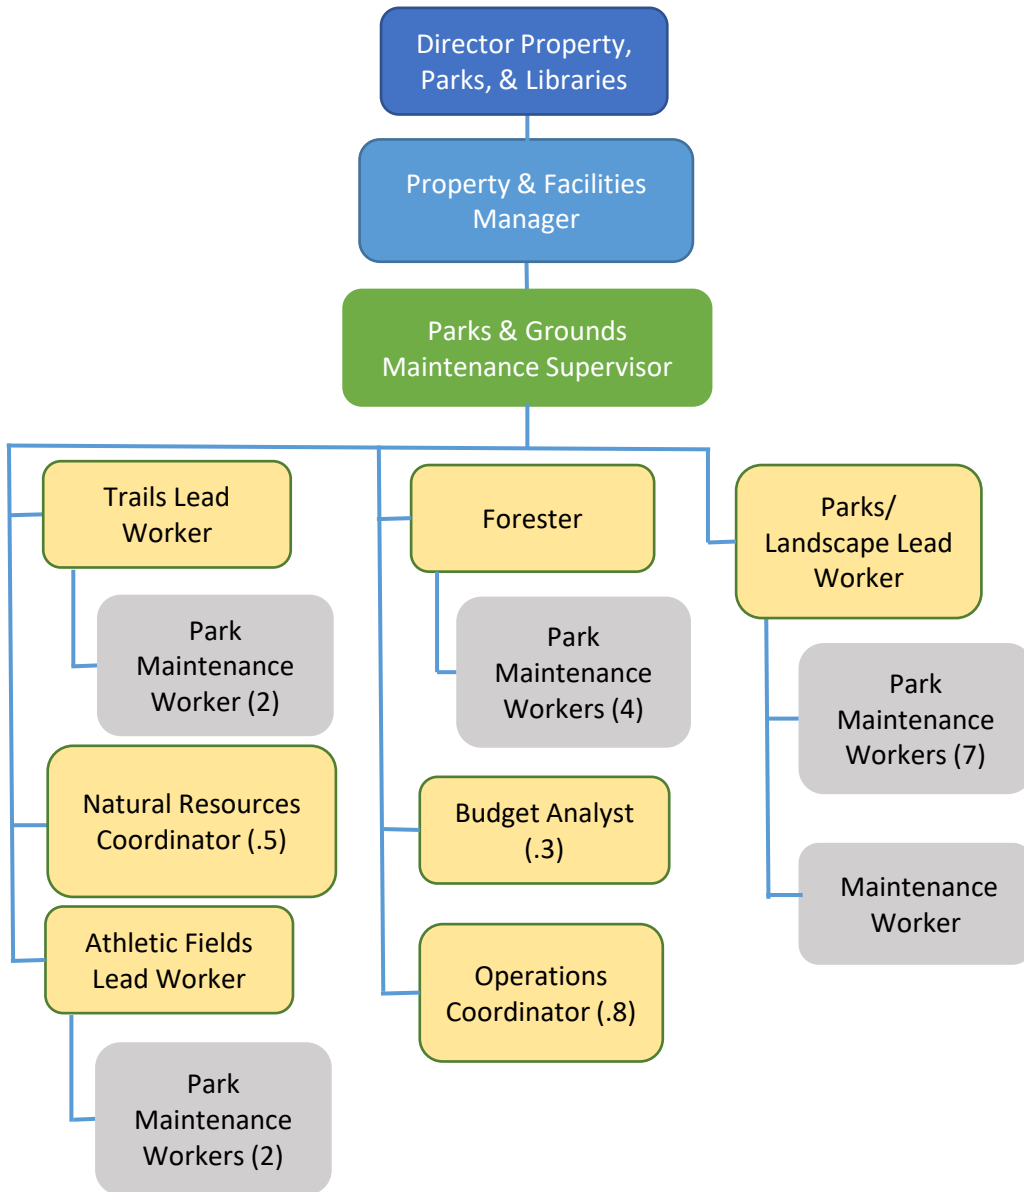 Director Property,
Parks, & Libraries
Property & Facilities
Manager
Parks & Grounds
Maintenance Supervisor
Trails Lead
Worker
Park
Maintenance
Worker (2)
Natural Resources
Coordinator (.5)
Athletic Fields
Lead Worker
Park
Maintenance
Workers (2)
Forester
Park
Maintenance
Workers (4)
Budget Analyst
(.3)
Operations
Coordinator (.8)
Parks/
Landscape Lead
Worker
Park
Maintenance
Workers (7)
Maintenance
Worker